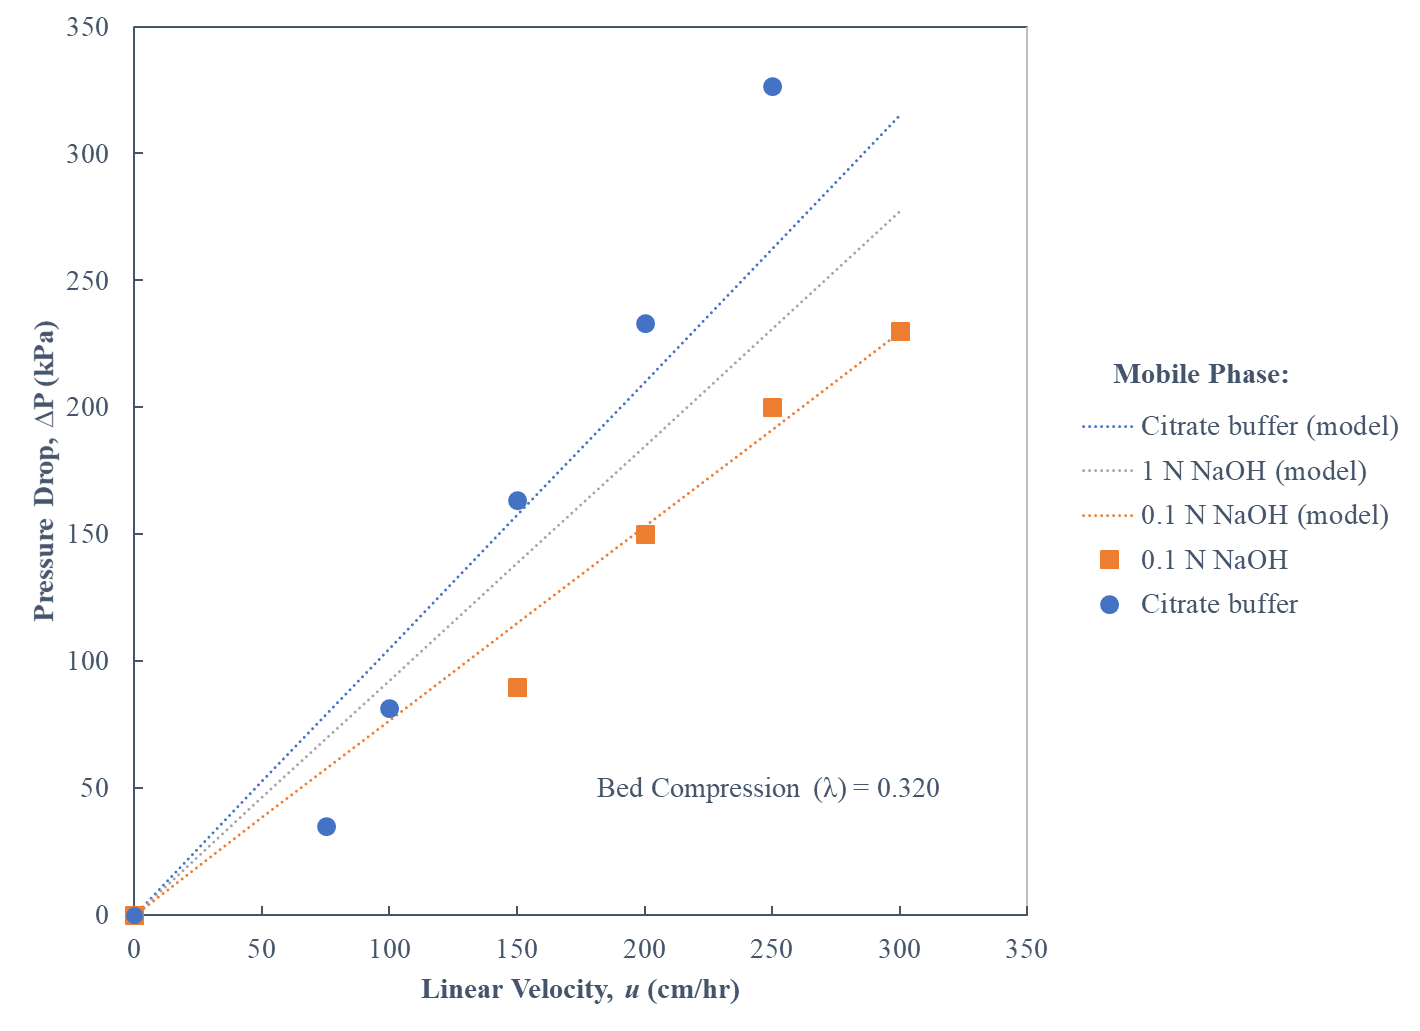 350
300
250
200
150
100
50
0
Pressure Drop, ΔP (kPa)
0 50 100 150 200 250 300 350
Linear Velocity, u (cm/hr)
Bed Compression (λ) = 0.320
Mobile Phase:
Citrate buffer (model)
1 N NaOH (model)
0.1 N NaOH (model)
0.1 N NaOH
Citrate buffer